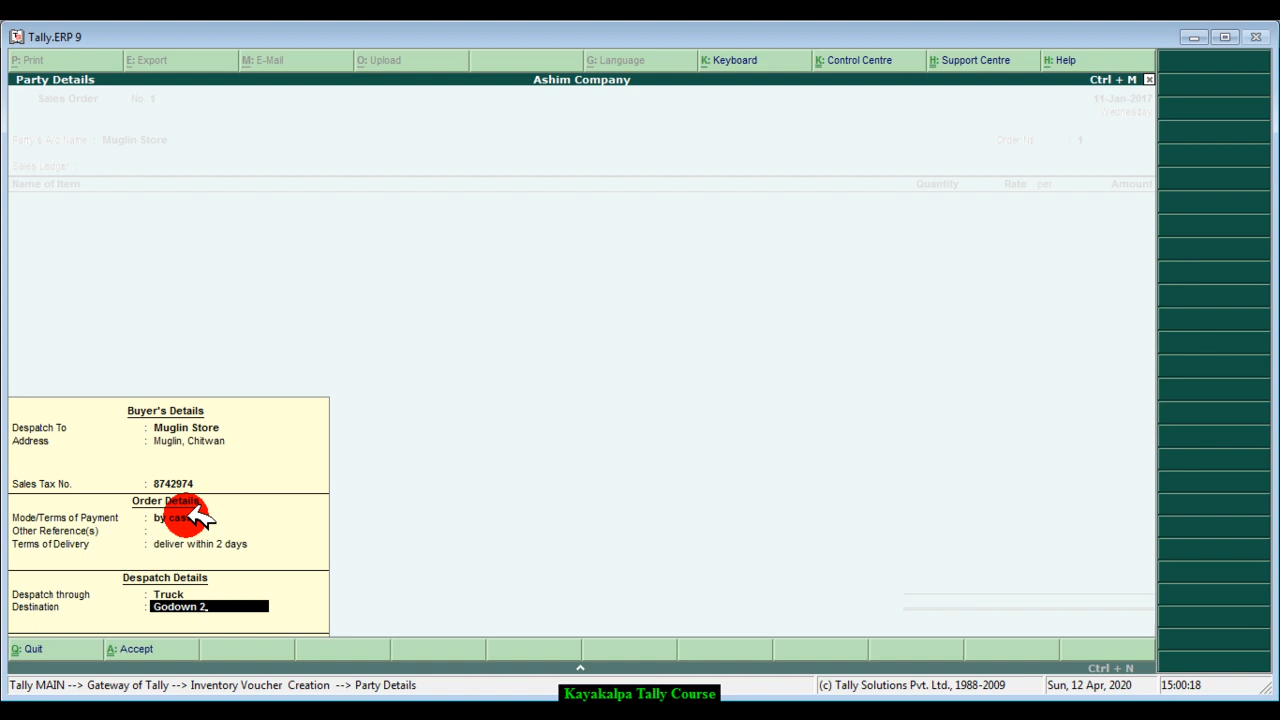 Tally.ERP 9
P: Print E: Export M: E-Mail O: Upload G: Language K: Keyboard K: Control Centre H: Support Centre H: Help
Party Details Ashim Company Ctrl + M
Sales Order No. 1 11-Jan-2017
Wednesday
Party's A/c Name : Muglin Store Order No. : 1
Sales Ledger :
Name of Item Quantity Rate per Amount
Buyer's Details
Despatch To : Muglin Store
Address : Muglin, Chitwan
Sales Tax No. : 8742974
Order Details
Mode/Terms of Payment : by
Other Reference(s) :
Terms of Delivery : deliver within 2 days
Despatch Details
Despatch through : Truck
Destination : Godown 2
Q: Quit A: Accept
Ctrl + N
Tally MAIN --> Gateway of Tally --> Inventory Voucher Creation --> Party Details (c) Tally Solutions Pvt. Ltd., 1988-2009 Sun, 12 Apr, 2020 15:00:18
Kayakalpa Tally Course